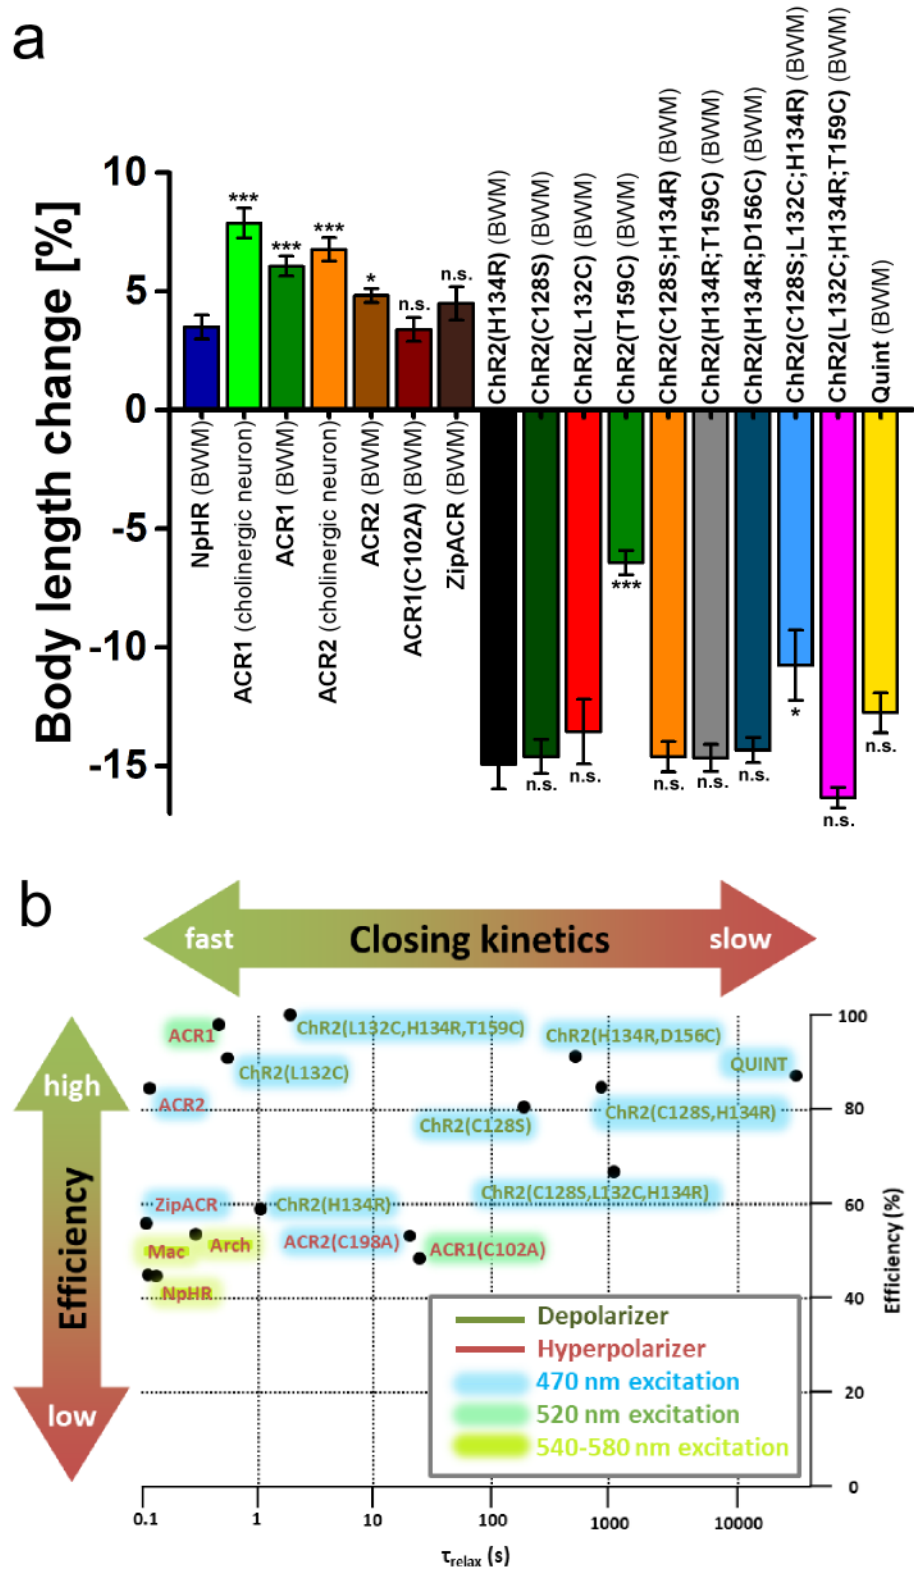 a
Body length change [%]
10
5
0
-5
-10
-15
***
***
***
*
n.s.
n.s.
n.s.
n.s.
***
n.s.
n.s.
n.s.
*
n.s.
n.s.
NpHR (BWM)
ACR1 (cholinergic neuron)
ACR1 (BWM)
ACR2 (cholinergic neuron)
ACR2 (BWM)
ACR1(C102A) (BWM)
ZipACR (BWM)
ChR2(H134R) (BWM)
ChR2(C128S) (BWM)
ChR2(L132C) (BWM)
ChR2(T159C) (BWM)
ChR2(C128S;H134R) (BWM)
ChR2(H134R;T159C) (BWM)
ChR2(H134R;D156C) (BWM)
ChR2(C128S;L132C;H134R) (BWM)
ChR2(L132C;H134R;T159C) (BWM)
Quint (BWM)
b
fast Closing kinetics slow
high
Efficiency
low
ACR1
ChR2(L132C,H134R,T159C)
ChR2(H134R,D156C)
ChR2(L132C)
QUINT
ACR2
ChR2(C128S)
ChR2(C128S,H134R)
ZipACR
ChR2(H134R)
ChR2(C128S,L132C,H134R)
Mac
Arch
ACR2(C198A)
ACR1(C102A)
NpHR
Depolarizer
Hyperpolarizer
470 nm excitation
520 nm excitation
540-580 nm excitation
100
80
60
40
20
0
Efficiency (%)
0.1 1 10 100 1000 10000
τrelax (s)